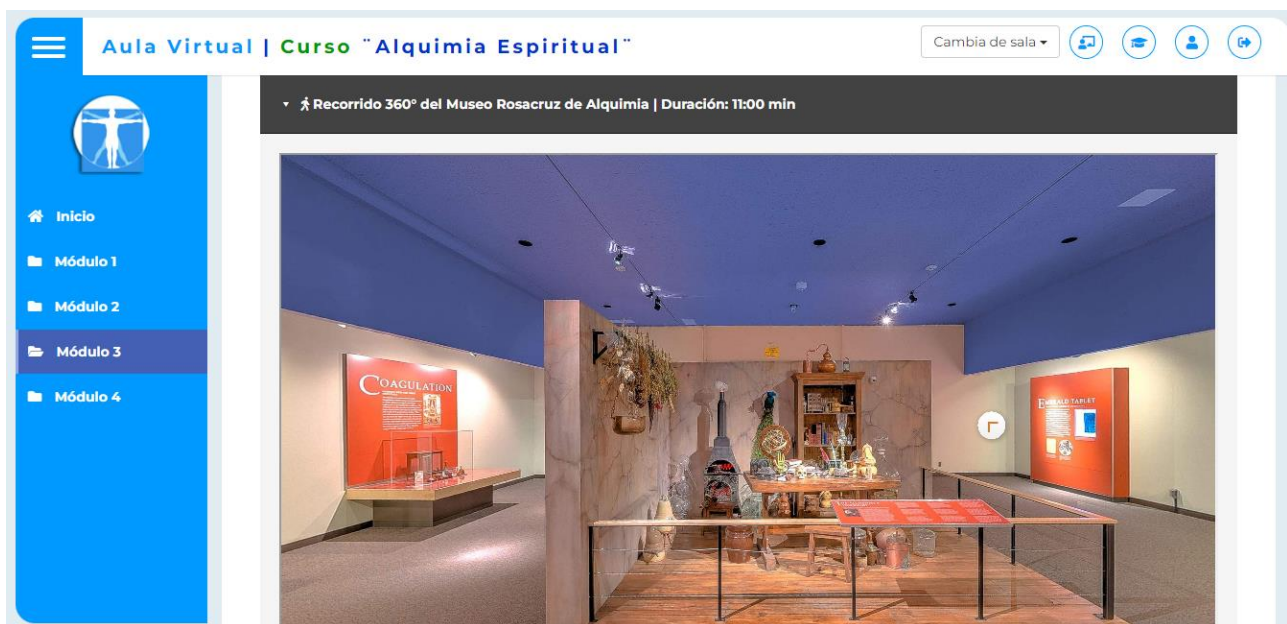 Aula Virtual | Curso ¨Alquimia Espiritual¨
Cambia de sala
Recorrido 360° del Museo Rosacruz de Alquimia | Duración: 11:00 min
Inicio
Módulo 1
Módulo 2
Módulo 3
Módulo 4
COAGULATION
EMERALD TABLET